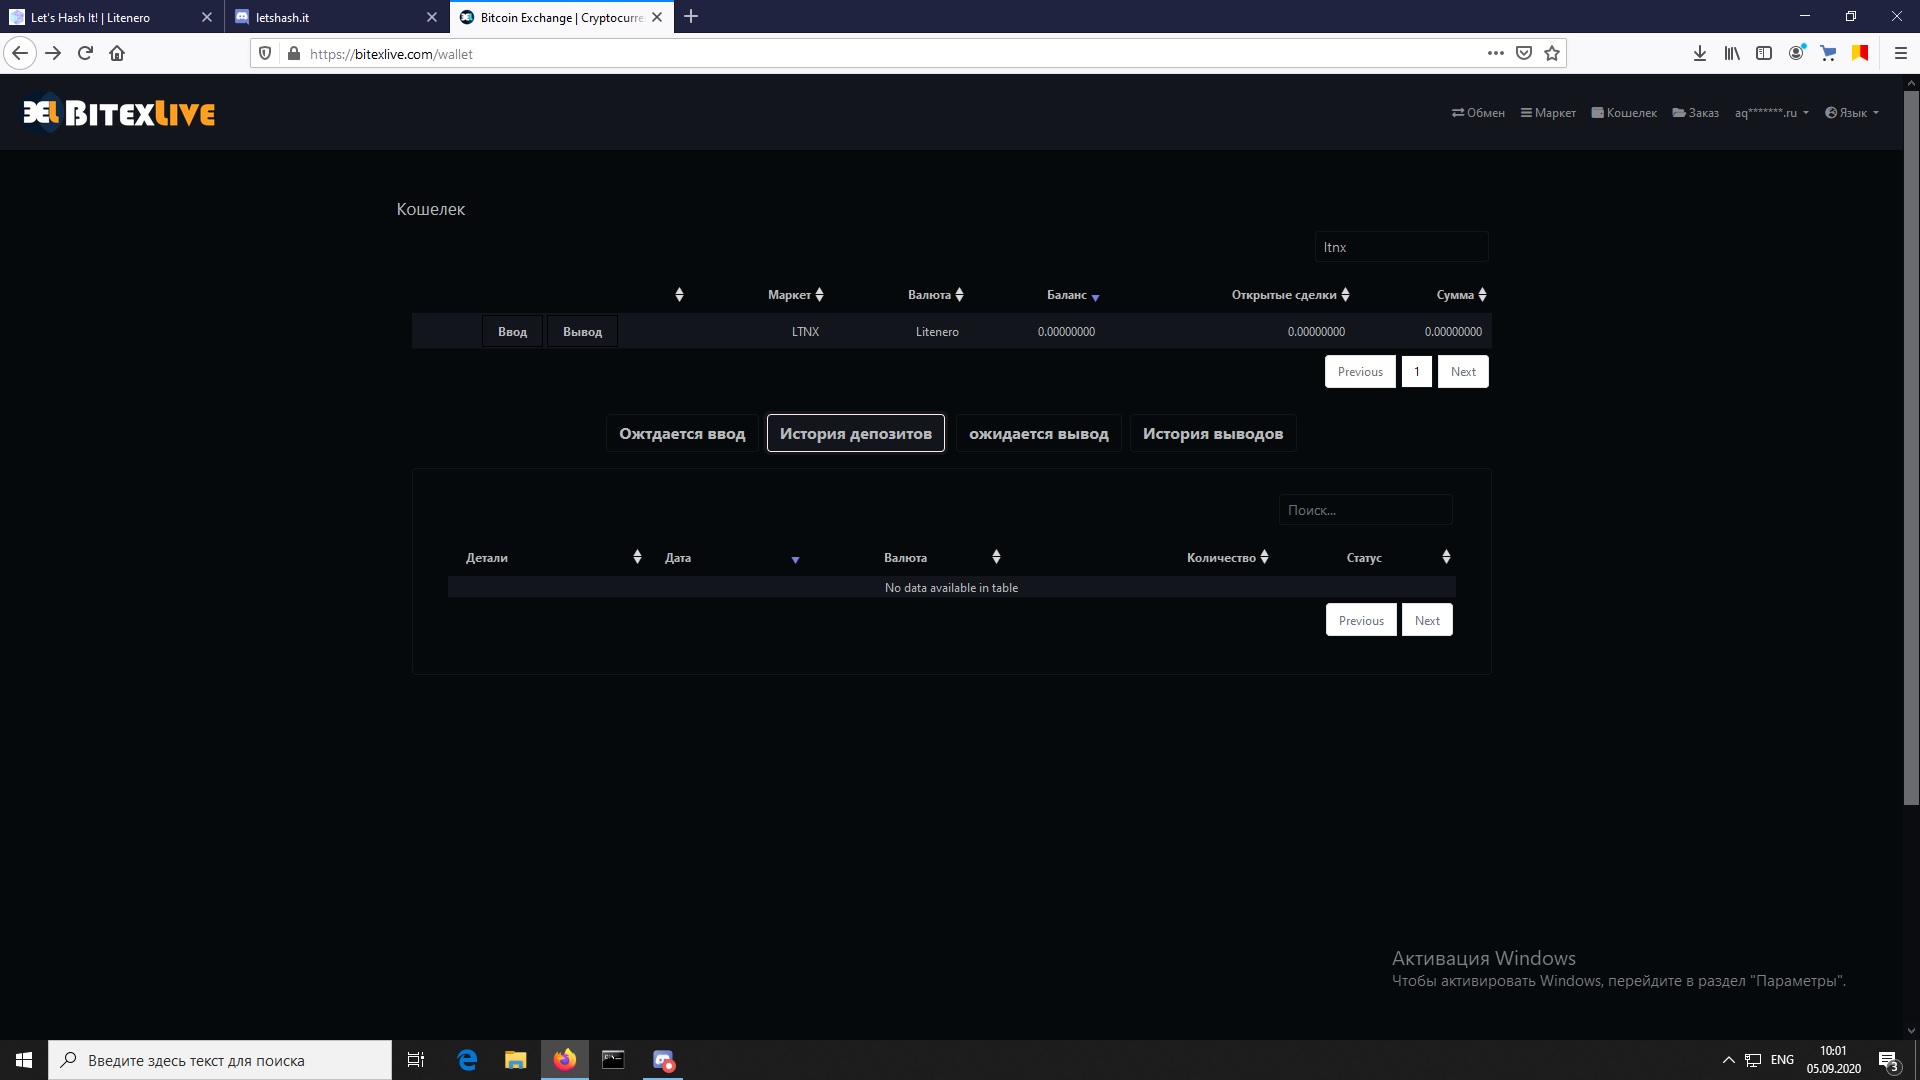 Let's Hash It! | Litenero
letshash.it
Bitcoin Exchange | Cryptocurre
https://bitexlive.com/wallet
BITEXLIVE
Обмен Маркет Кошелек Заказ aq*******.ru Язык
Кошелек
ltnx
Маркет Валюта Баланс Открытые сделки Сумма
Ввод Вывод LTNX Litenero 0.00000000 0.00000000 0.00000000
Previous 1 Next
Ожтдается ввод История депозитов ожидается вывод История выводов
Поиск...
Детали Дата Валюта Количество Статус
No data available in table
Previous Next
Активация Windows
Чтобы активировать Windows, перейдите в раздел "Параметры".
Введите здесь текст для поиска
ENG
10:01
05.09.2020
3